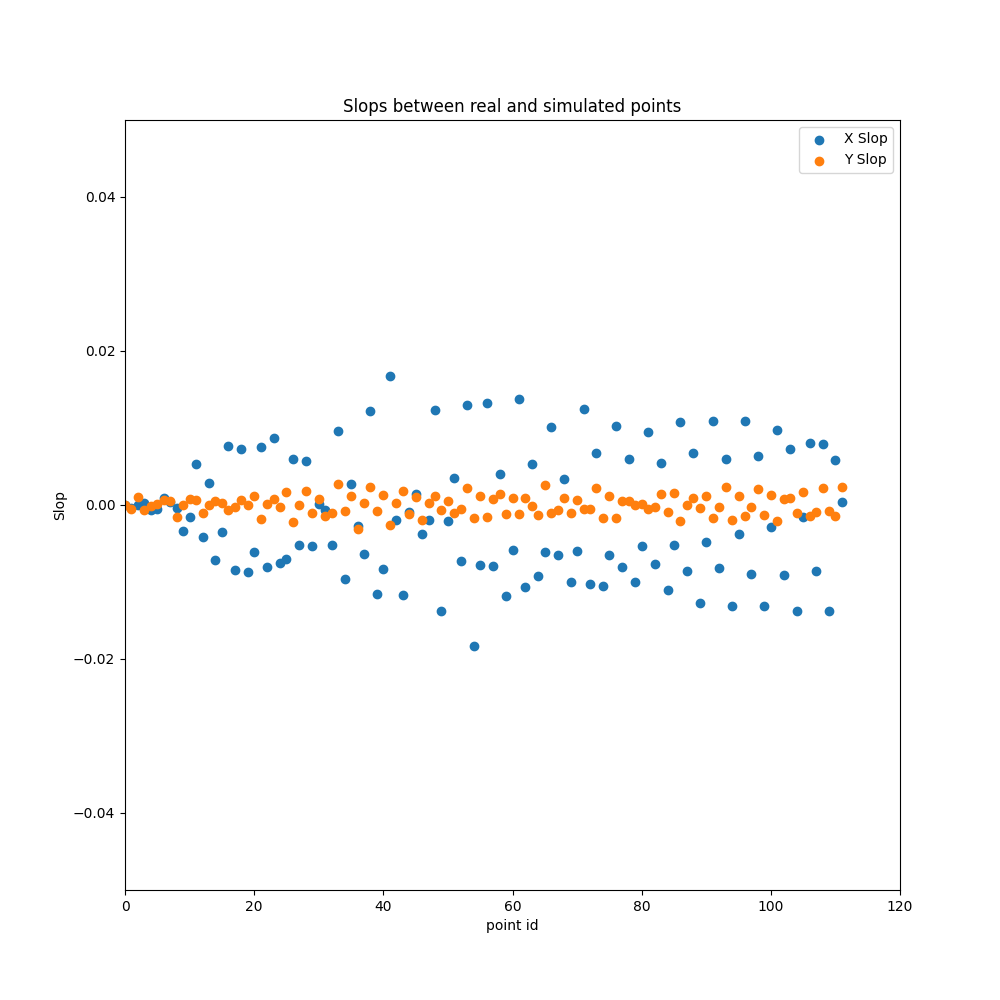 Slops between real and simulated points
X Slop
Y Slop
0.04
0.02
0.00
−0.02
−0.04
Slop
0 20 40 60 80 100 120
point id